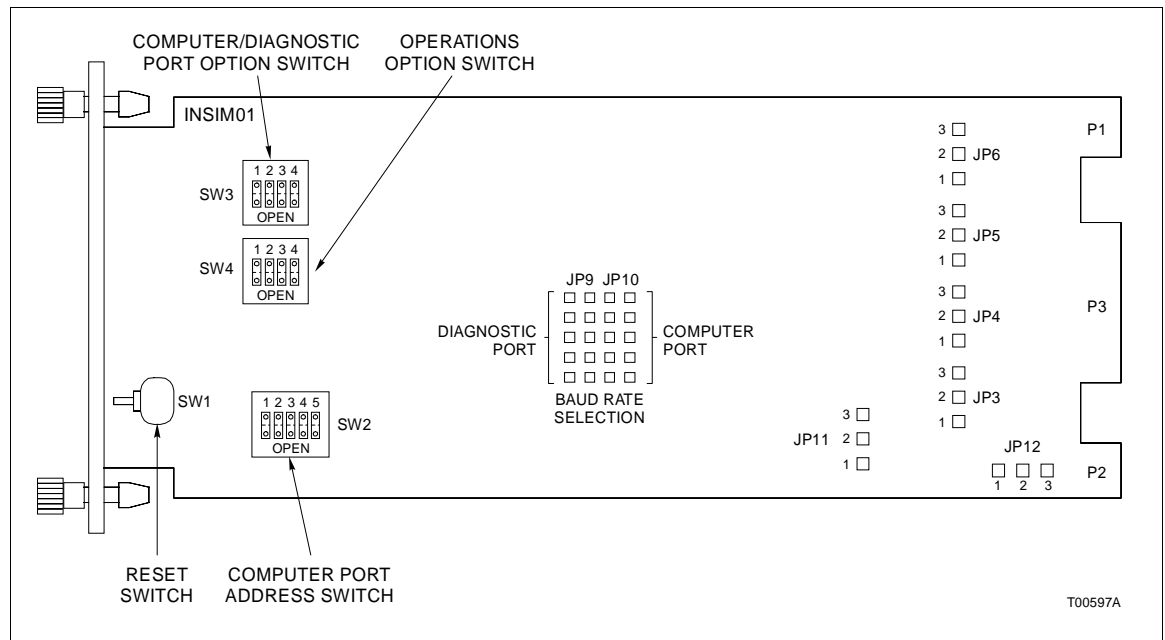 COMPUTER/DIAGNOSTIC
PORT OPTION SWITCH
OPERATIONS
OPTION SWITCH
INSIM01
SW3
1 2 3 4
OPEN
SW4
1 2 3 4
OPEN
SW1
1 2 3 4 5
OPEN
SW2
RESET
SWITCH
COMPUTER PORT
ADDRESS SWITCH
JP9 JP10
DIAGNOSTIC
PORT
COMPUTER
PORT
BAUD RATE
SELECTION
3
2 JP6
1
3
2 JP5
1
3
2 JP4
1
3
2 JP3
1
3
JP11 2
1
JP12
1 2 3
P1
P3
P2
T00597A